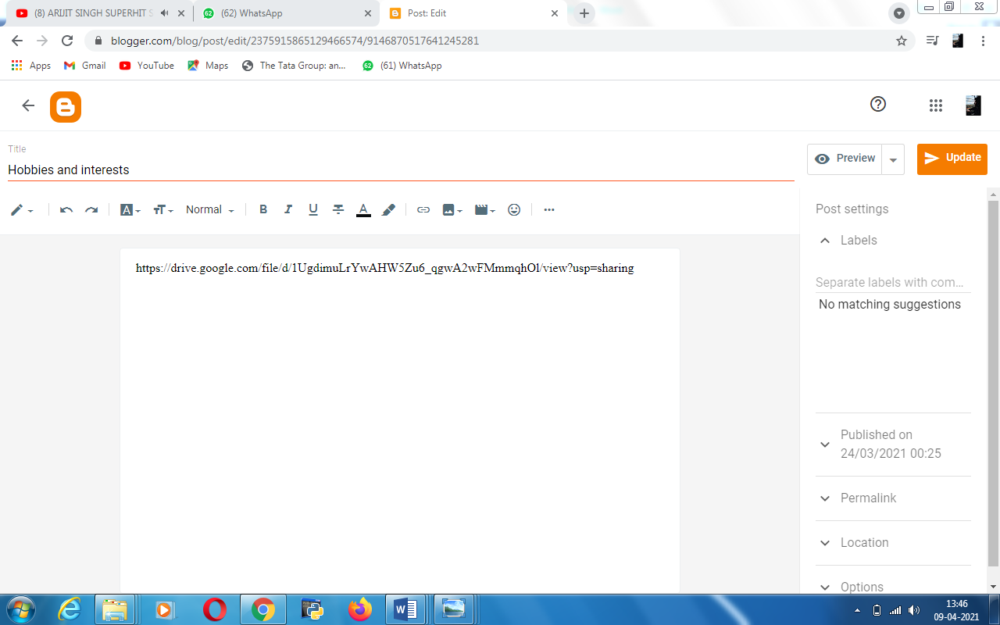 (8) ARIJIT SINGH SUPERHIT S
62 (62) WhatsApp
Post: Edit
blogger.com/blog/post/edit/2375915865129466574/9146870517641245281
Apps Gmail YouTube Maps The Tata Group: an... 62 (61) WhatsApp
Title
Hobbies and interests
Preview Update
A TT Normal B I U A
Post settings
Labels
Separate labels with com...
No matching suggestions
https://drive.google.com/file/d/1UgdimuLrYwAHW5Zu6_qgwA2wFMmmqhOl/view?usp=sharing
Published on
24/03/2021 00:25
Permalink
Location
Options
13:46
09-04-2021